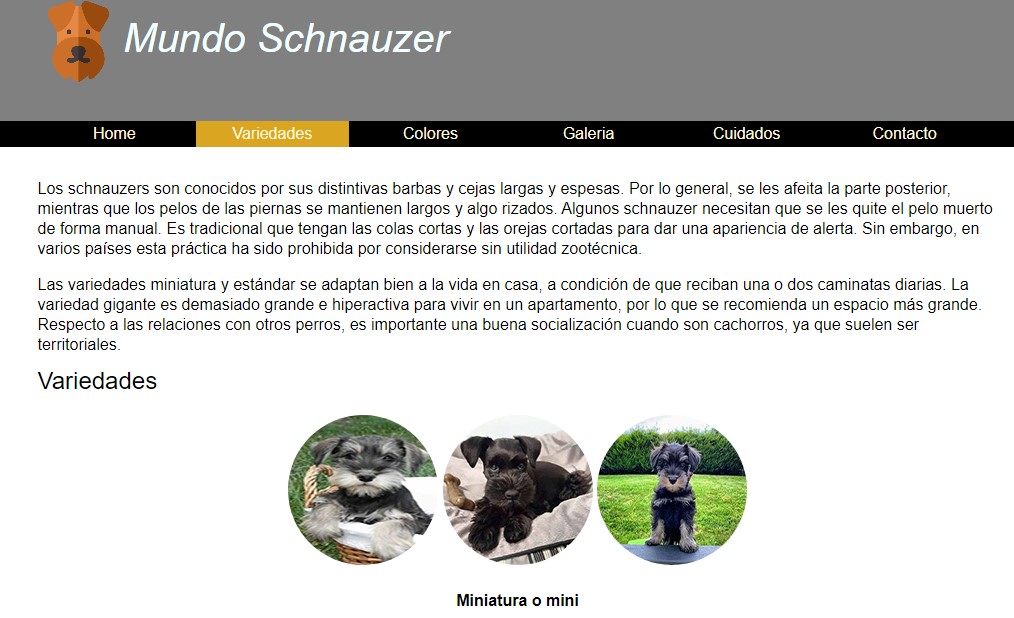 Mundo Schnauzer
Home Variedades Colores Galeria Cuidados Contacto
Los schnauzers son conocidos por sus distintivas barbas y cejas largas y espesas. Por lo general, se les afeita la parte posterior,
mientras que los pelos de las piernas se mantienen largos y algo rizados. Algunos schnauzer necesitan que se les quite el pelo muerto
de forma manual. Es tradicional que tengan las colas cortas y las orejas cortadas para dar una apariencia de alerta. Sin embargo, en
varios países esta práctica ha sido prohibida por considerarse sin utilidad zootécnica.
Las variedades miniatura y estándar se adaptan bien a la vida en casa, a condición de que reciban una o dos caminatas diarias. La
variedad gigante es demasiado grande e hiperactiva para vivir en un apartamento, por lo que se recomienda un espacio más grande.
Respecto a las relaciones con otros perros, es importante una buena socialización cuando son cachorros, ya que suelen ser
territoriales.
Variedades
Miniatura o mini